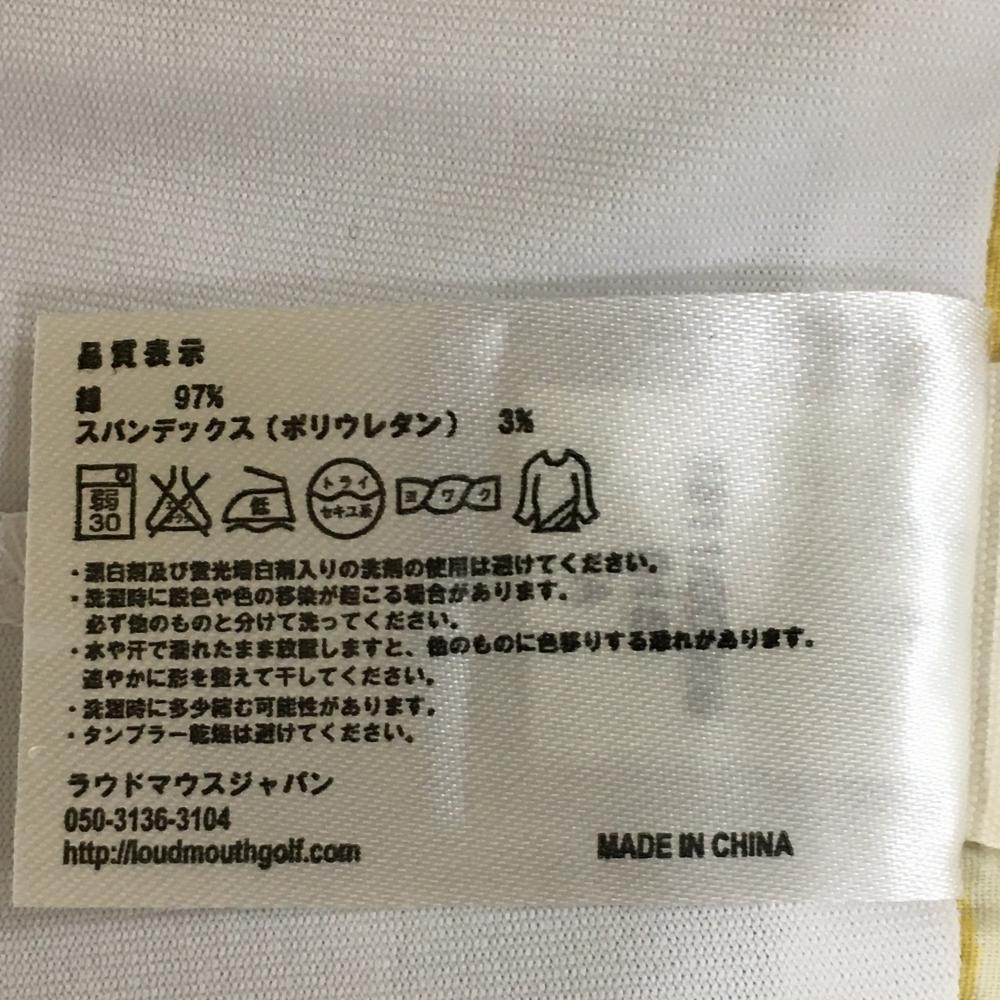 品質表示
綿 97%
スパンデックス(ポリウレタン) 3%
弱 30 低 ドライ セキユ系 ヨワク
・漂白剤及び蛍光増白剤入りの洗剤の使用は避けてください。
・洗濯時に脱色や色の移染が起こる場合があります。
必ず他のものと分けて洗ってください。
・水や汗で濡れたまま放置しますと、他のものに色移りする恐れがあります。
速やかに形を整えて干してください。
・洗濯時に多少縮む可能性があります。
・タンブラー乾燥は避けてください。
ラウドマウスジャパン
050-3136-3104
http://loudmouthgolf.com
MADE IN CHINA